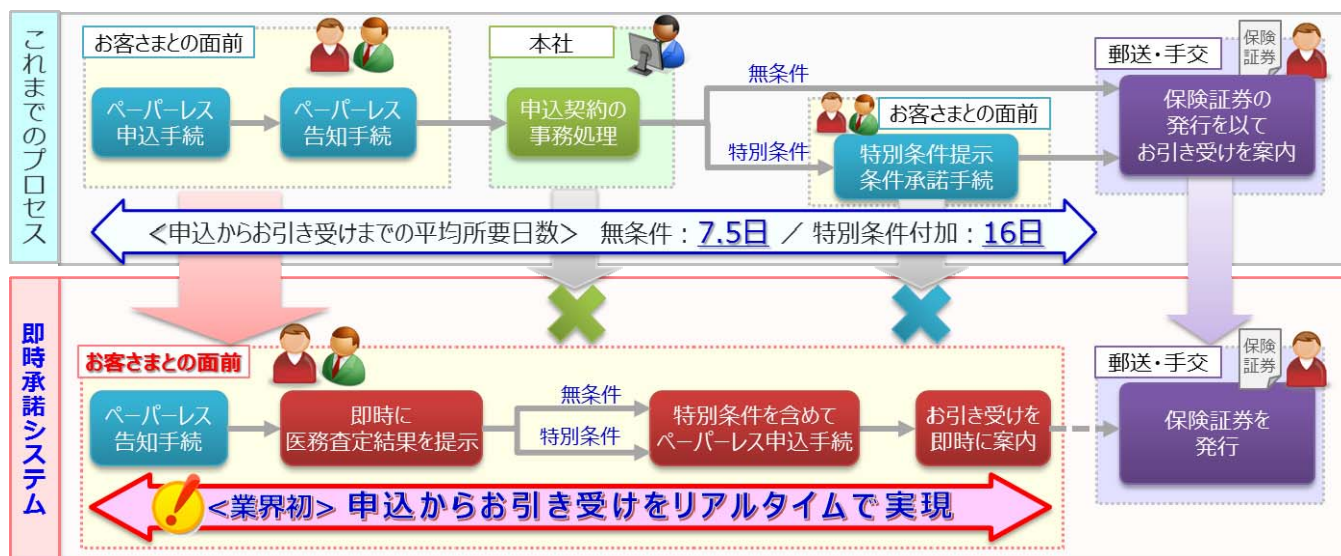 これまでのプロセス
お客さまとの面前
ペーパーレス
申込手続
ペーパーレス
告知手続
本社
申込契約の
事務処理
無条件
特別条件
お客さまとの面前
特別条件提示
条件承諾手続
郵送・手交
保険
証券
保険証券の
発行を以て
お引き受けを案内
<申込からお引き受けまでの平均所要日数> 無条件：7.5日 ／ 特別条件付加：16日
即時承諾システム
お客さまとの面前
ペーパーレス
告知手続
即時に
医務査定結果を提示
無条件
特別条件
特別条件を含めて
ペーパーレス申込手続
お引き受けを
即時に案内
郵送・手交
保険
証券
保険証券を
発行
<業界初> 申込からお引き受けをリアルタイムで実現